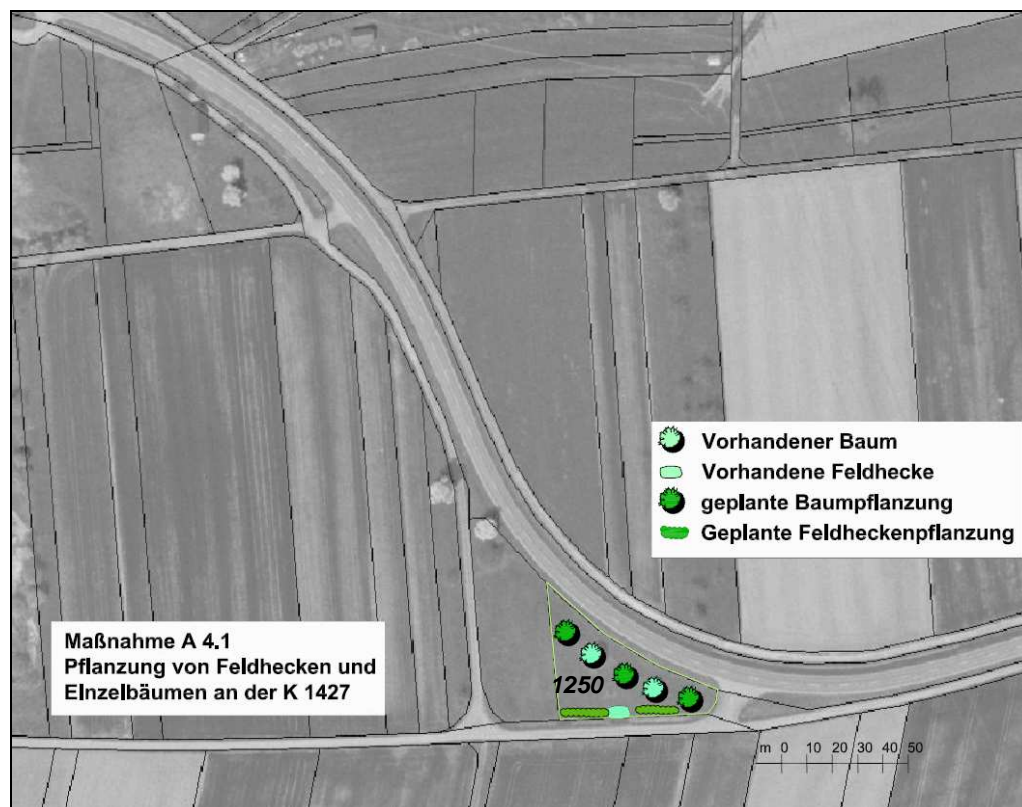 Vorhandener Baum
Vorhandene Feldhecke
geplante Baumpflanzung
Geplante Feldheckenpflanzung
Maßnahme A 4.1
Pflanzung von Feldhecken und
EInzelbäumen an der K 1427
1250
m 0 10 20 30 40 50